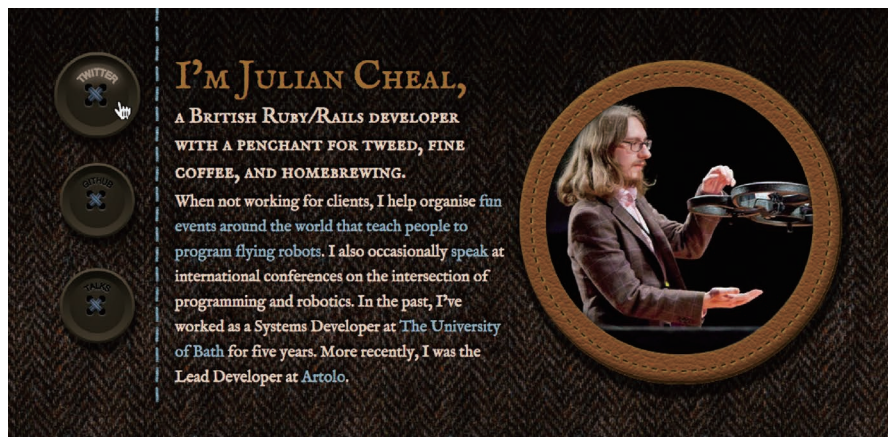 TWITTER
GITHUB
TALKS
I'm Julian Cheal,
a British Ruby/Rails developer
with a penchant for tweed, fine
coffee, and homebrewing.
When not working for clients, I help organise fun
events around the world that teach people to
program flying robots. I also occasionally speak at
international conferences on the intersection of
programming and robotics. In the past, I've
worked as a Systems Developer at The University
of Bath for five years. More recently, I was the
Lead Developer at Artolo.